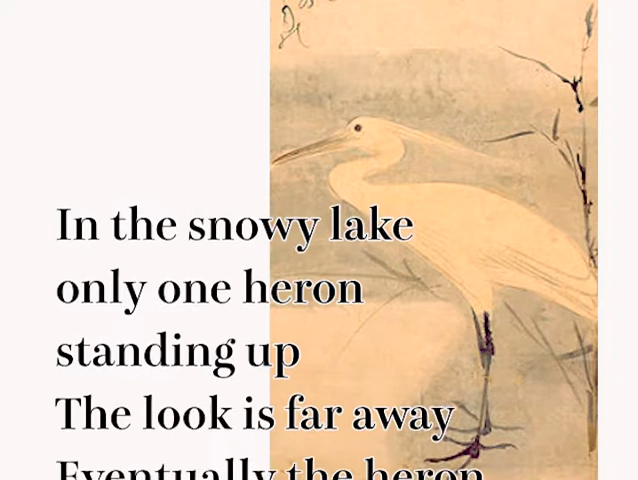 In the snowy lake
only one heron
standing up
The look is far away
Eventually the heron